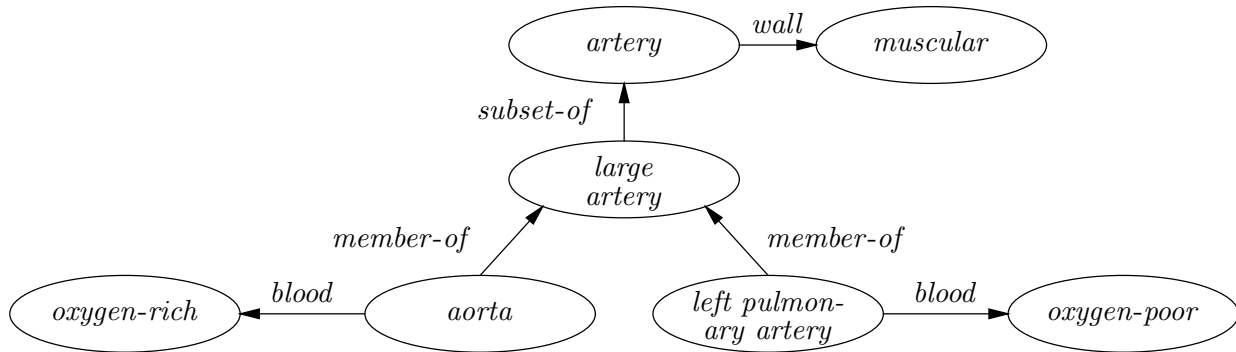 artery
wall
muscular
subset-of
large
artery
member-of
member-of
oxygen-rich
blood
aorta
left pulmon-
ary artery
blood
oxygen-poor